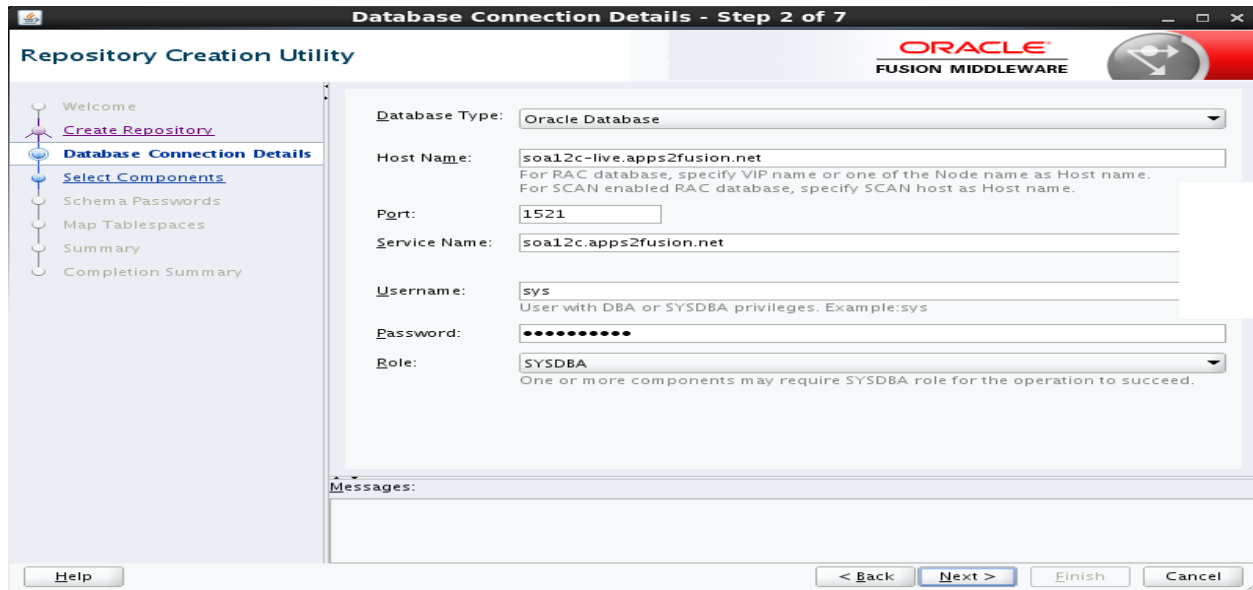 Database Connection Details - Step 2 of 7
Repository Creation Utility
ORACLE
FUSION MIDDLEWARE
Welcome
Create Repository
Database Connection Details
Select Components
Schema Passwords
Map Tablespaces
Summary
Completion Summary
Database Type: Oracle Database
Host Name: soa12c-live.apps2fusion.net
For RAC database, specify VIP name or one of the Node name as Host name.
For SCAN enabled RAC database, specify SCAN host as Host name.
Port: 1521
Service Name: soa12c.apps2fusion.net
Username: sys
User with DBA or SYSDBA privileges. Example:sys
Password: ●●●●●●●●●●
Role: SYSDBA
One or more components may require SYSDBA role for the operation to succeed.
Messages:
Help < Back Next > Finish Cancel